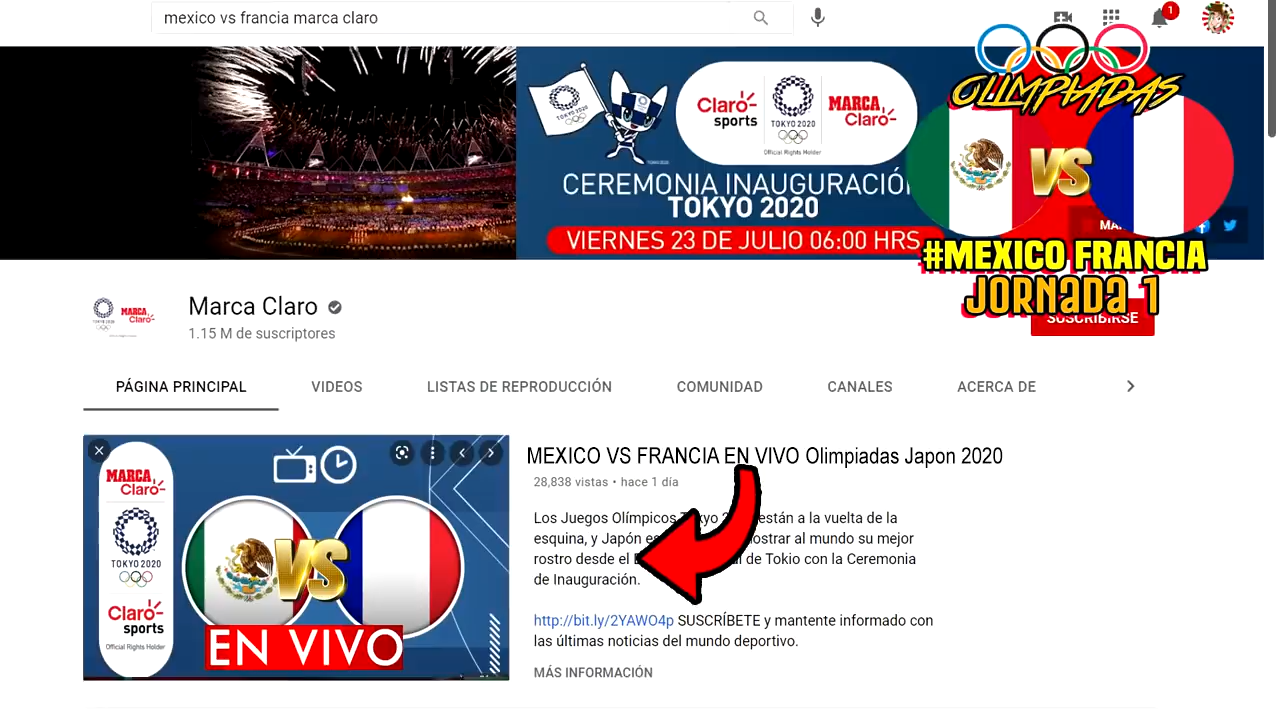 mexico vs francia marca claro
1
OLIMPIADAS
Claro-
sports
TOKYO 2020
Official Rights Holder
MARCA
Claro-
CEREMONIA INAUGURACIÓ
TOKYO 2020
VIERNES 23 DE JULIO 06:00 HRS
VS
#MEXICO FRANCIA
JORNADA 1
MARCA
Claro
Marca Claro
1.15 M de suscriptores
SUSCRIBIRSE
PÁGINA PRINCIPAL
VIDEOS
LISTAS DE REPRODUCCIÓN
COMUNIDAD
CANALES
ACERCA DE
MARCA
Claro-
TOKYO 2020
Claro-
sports
Official Rights Holder
VS
EN VIVO
MEXICO VS FRANCIA EN VIVO Olimpiadas Japon 2020
28,838 vistas • hace 1 día
Los Juegos Olímpicos Tokyo están a la vuelta de la
esquina, y Japón mostrar al mundo su mejor
rostro desde el de Tokio con la Ceremonia
de Inauguración.
http://bit.ly/2YAWO4p SUSCRÍBETE y mantente informado con
las últimas noticias del mundo deportivo.
MÁS INFORMACIÓN